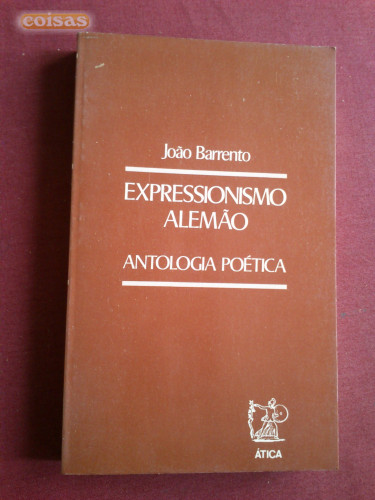 coisas
João Barrento
EXPRESSIONISMO
ALEMÃO
ANTOLOGIA POÉTICA
ÁTICA